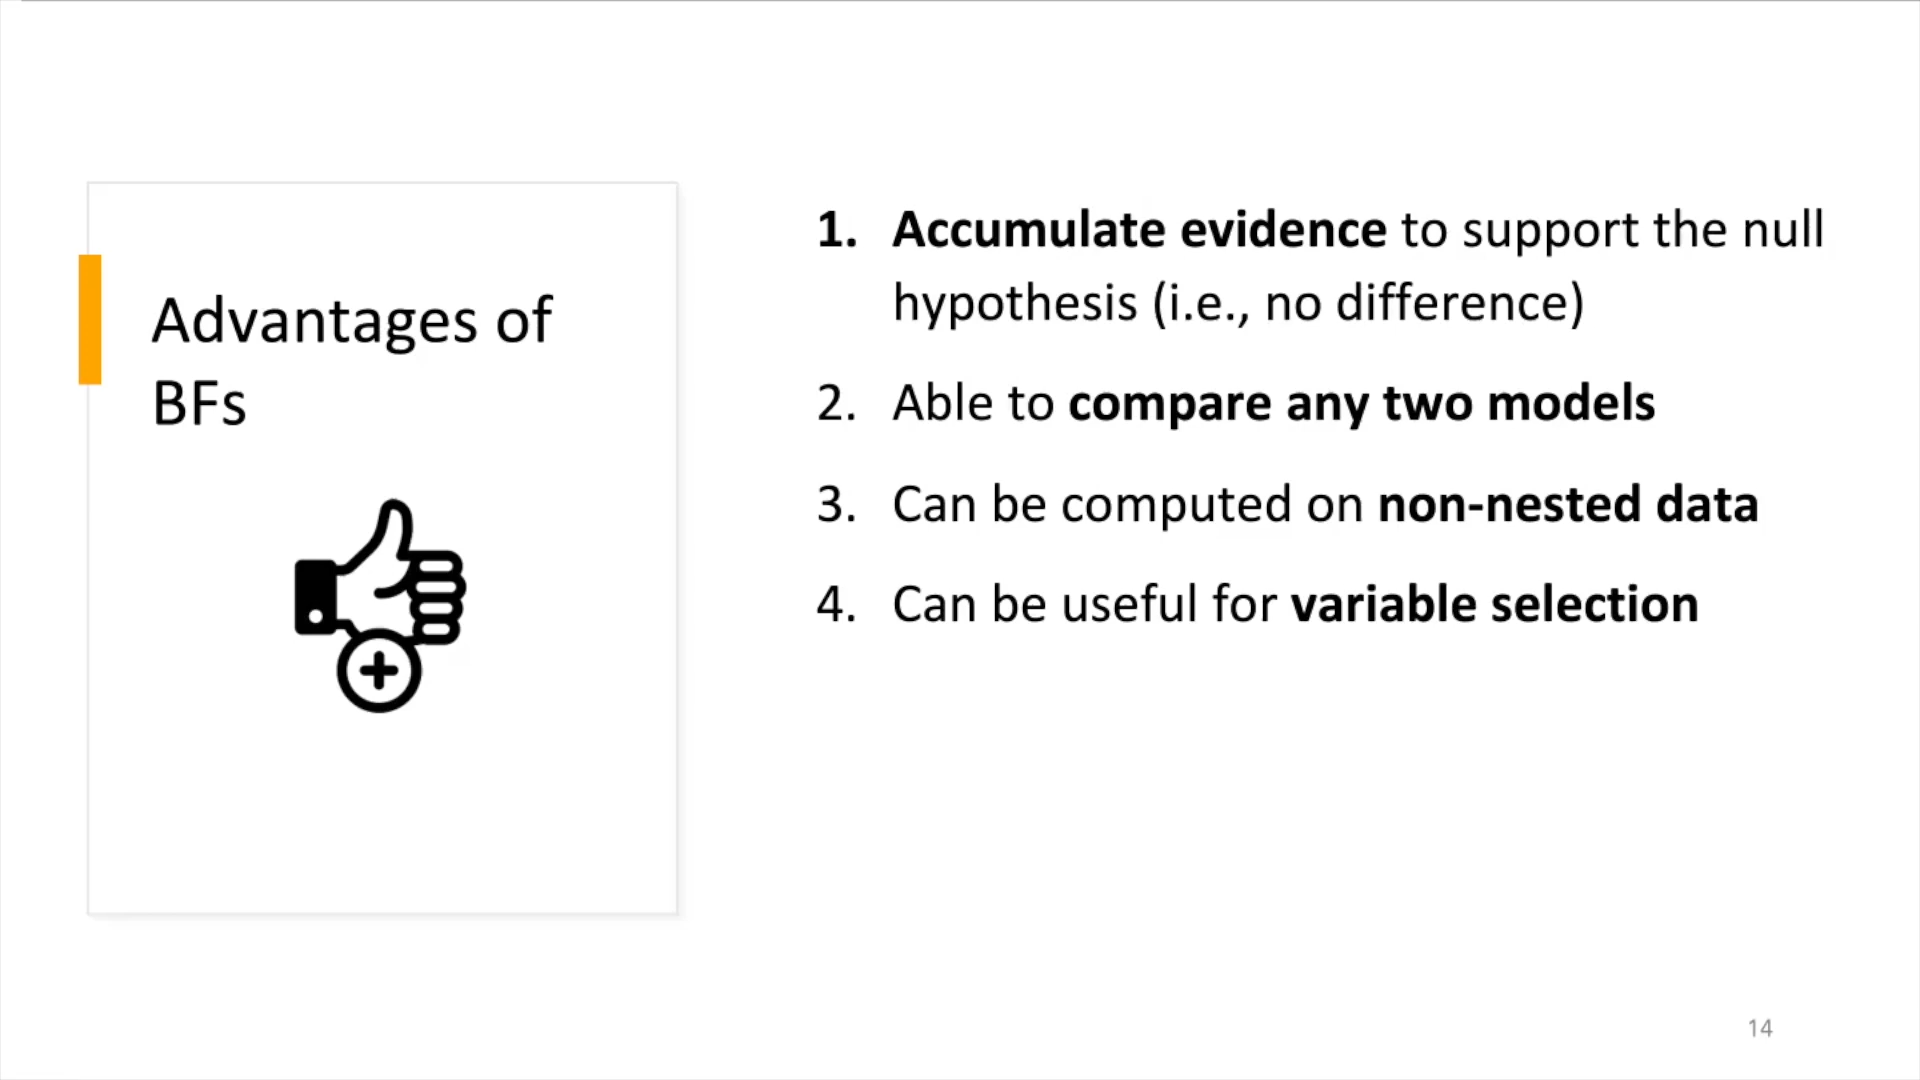 Advantages of
BFs
1. Accumulate evidence to support the null
hypothesis (i.e., no difference)
2. Able to compare any two models
3. Can be computed on non-nested data
4. Can be useful for variable selection
14